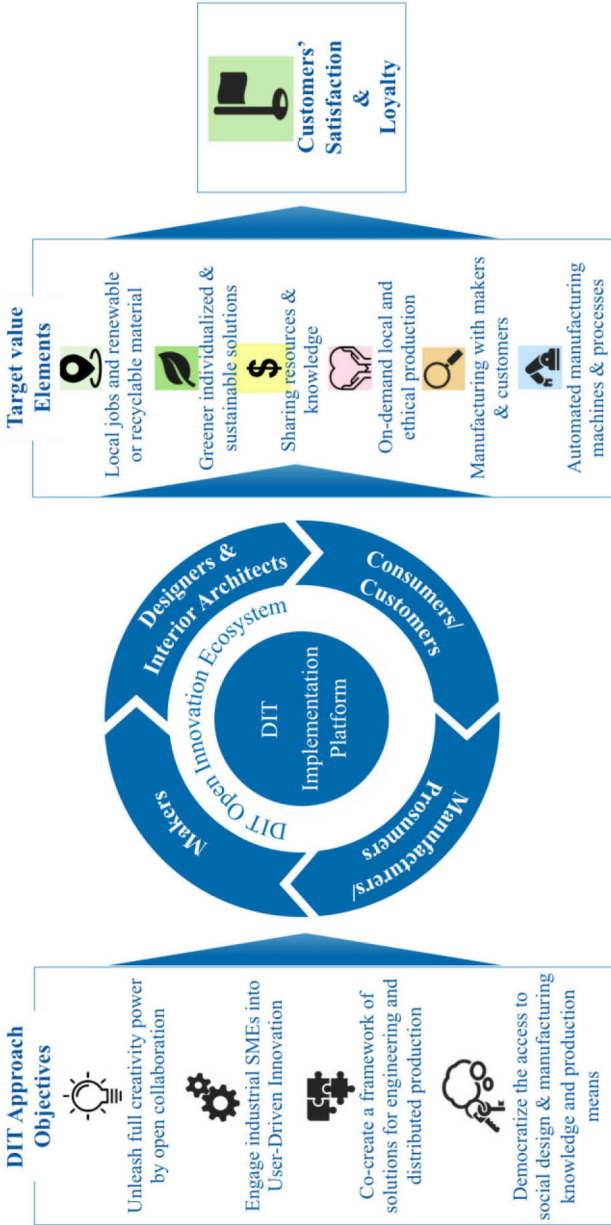 DIT Approach
Objectives
Unleash full creativity power
by open collaboration
Engage industrial SMEs into
User-Driven Innovation
Co-create a framework of
solutions for engineering and
distributed production
Democratize the access to
social design & manufacturing
knowledge and production
means
Makers
Designers &
Interior Architects
Consumers/
Customers
Manufacturers/
Prosumers
DIT Open Innovation Ecosystem
DIT
Implementation
Platform
Target value
Elements
Local jobs and renewable
or recyclable material
Greener individualized &
sustainable solutions
$
Sharing resources &
knowledge
On-demand local and
ethical production
Manufacturing with makers
& customers
Automated manufacturing
machines & processes
Customers'
Satisfaction
&
Loyalty